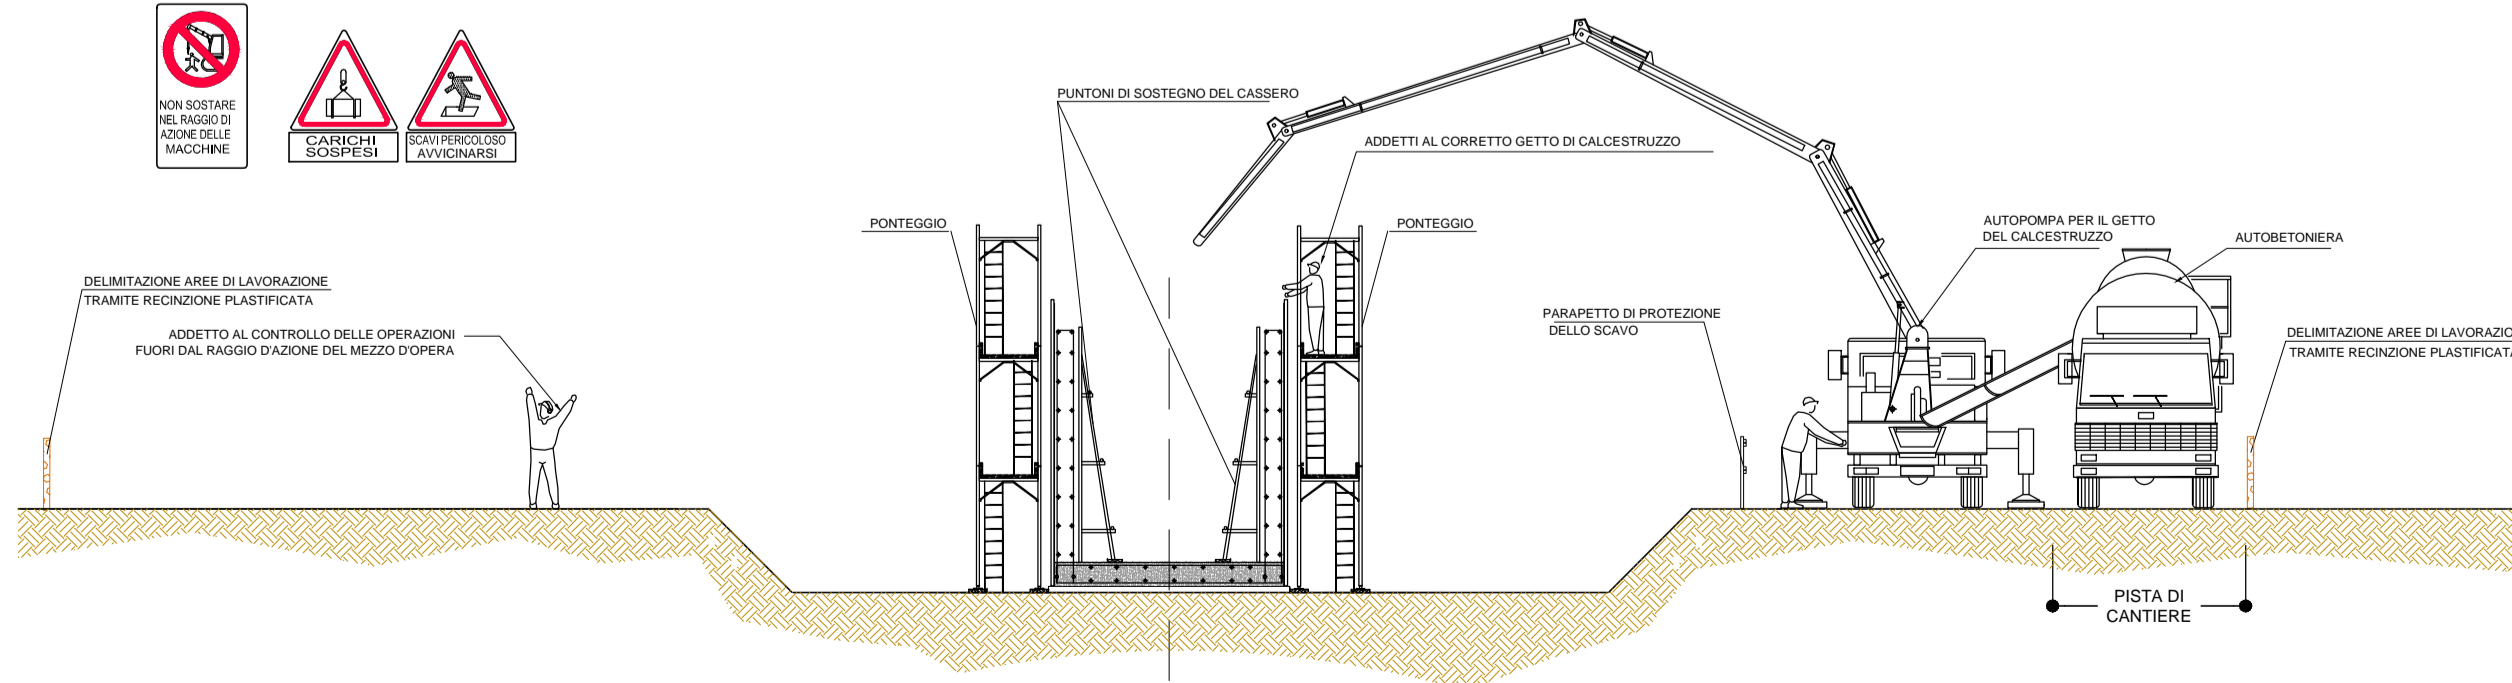 NON SOSTARE
NEL RAGGIO DI
AZIONE DELLE
MACCHINE
CARICHI
SOSPESI
SCAVI PERICOLOSO
AVVICINARSI
PUNTONI DI SOSTEGNO DEL CASSERO
ADDETTI AL CORRETTO GETTO DI CALCESTRUZZO
PONTEGGIO
PONTEGGIO
AUTOPOMPA PER IL GETTO
DEL CALCESTRUZZO
AUTOBETONIERA
DELIMITAZIONE AREE DI LAVORAZIONE
TRAMITE RECINZIONE PLASTIFICATA
ADDETTO AL CONTROLLO DELLE OPERAZIONI
FUORI DAL RAGGIO D'AZIONE DEL MEZZO D'OPERA
PARAPETTO DI PROTEZIONE
DELLO SCAVO
DELIMITAZIONE AREE DI LAVORAZIO
TRAMITE RECINZIONE PLASTIFICATA
PISTA DI
CANTIERE